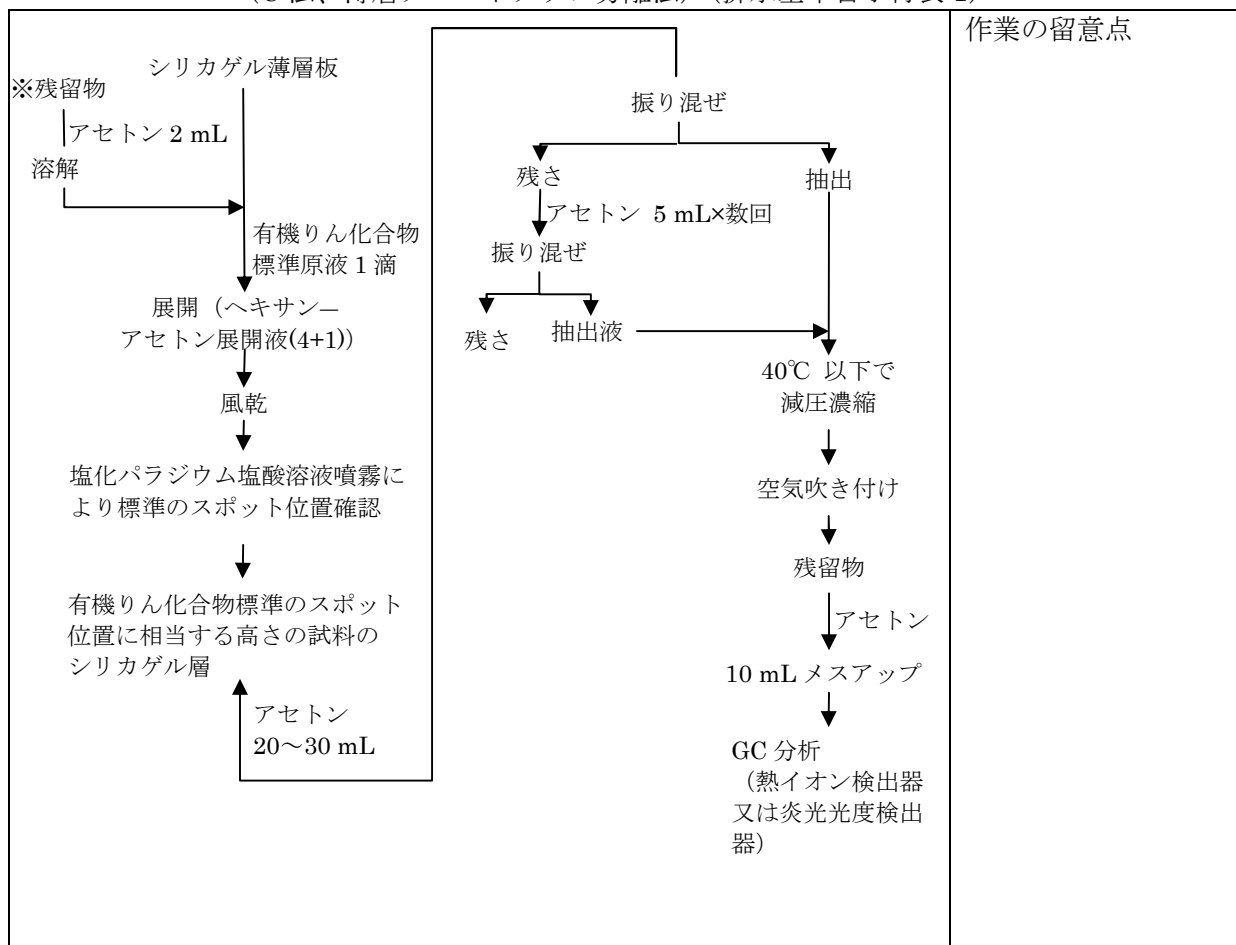 作業の留意点
シリカゲル薄層板
※残留物
アセトン 2 mL
溶解
有機りん化合物
標準原液 1 滴
展開（ヘキサン―
アセトン展開液(4+1))
風乾
塩化パラジウム塩酸溶液噴霧に
より標準のスポット位置確認
有機りん化合物標準のスポット
位置に相当する高さの試料の
シリカゲル層
アセトン
20～30 mL
振り混ぜ
残さ
抽出
アセトン 5 mL×数回
振り混ぜ
残さ
抽出液
40℃ 以下で
減圧濃縮
空気吹き付け
残留物
アセトン
10 mL メスアップ
GC 分析
（熱イオン検出器
又は炎光光度検出
器）